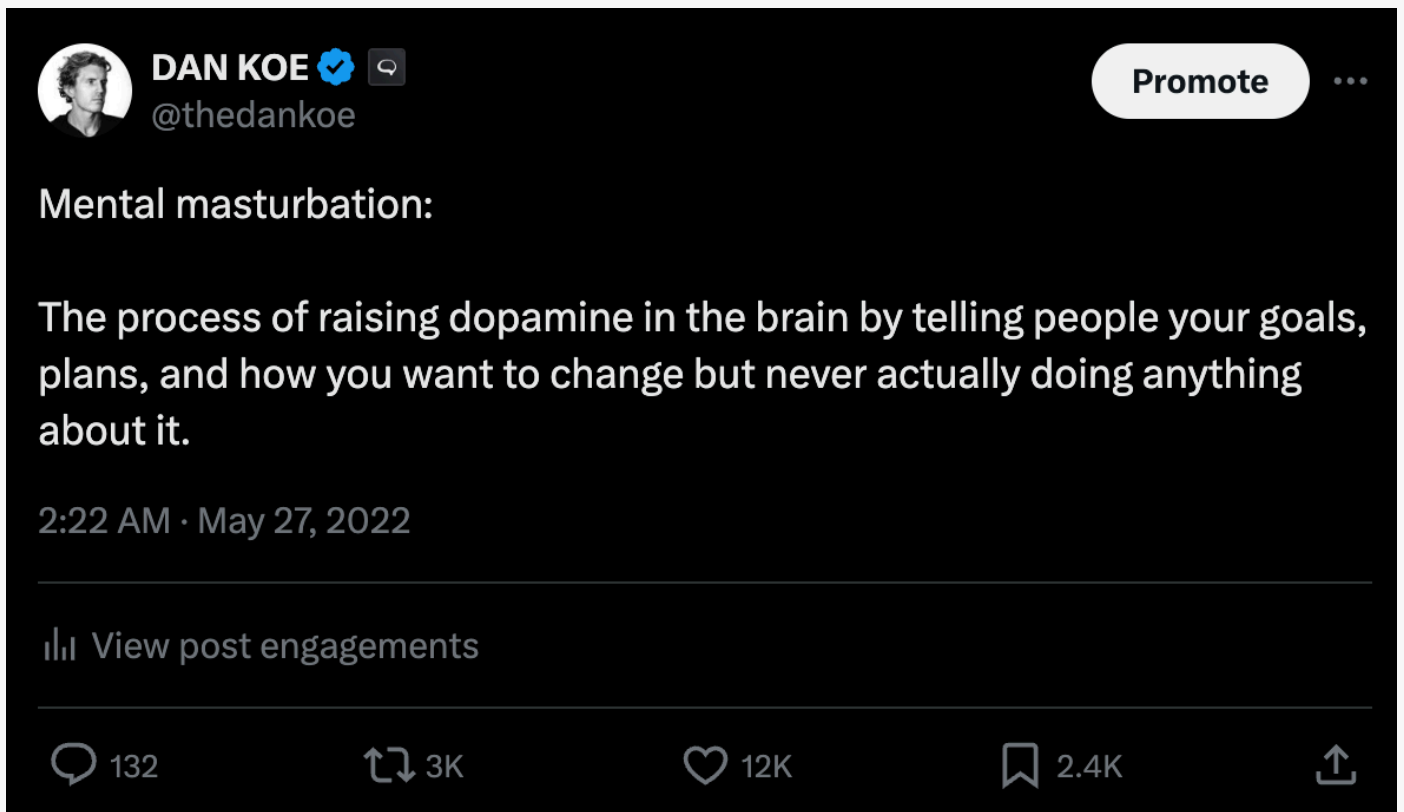 DAN KOE
Promote
@thedankoe
Mental masturbation:
The process of raising dopamine in the brain by telling people your goals,
plans, and how you want to change but never actually doing anything
about it.
2:22 AM · May 27, 2022
View post engagements
132 3K 12K 2.4K